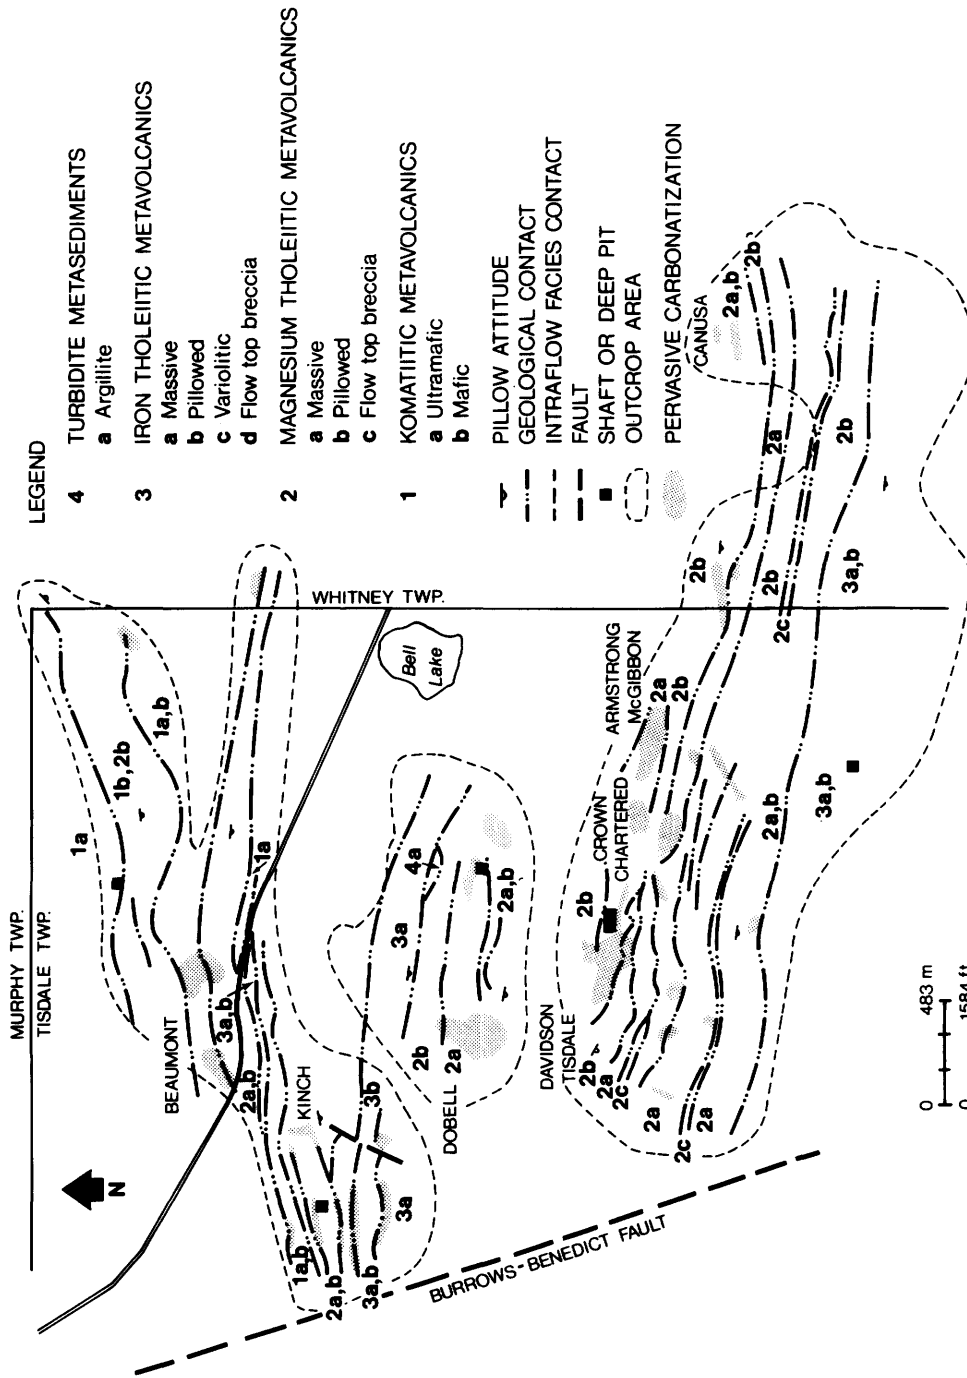 LEGEND
4 TURBIDITE METASEDIMENTS
a Argillite
3 IRON THOLEIITIC METAVOLCANICS
a Massive
b Pillowed
c Variolitic
d Flow top breccia
2 MAGNESIUM THOLEIITIC METAVOLCANICS
a Massive
b Pillowed
c Flow top breccia
1 KOMATIITIC METAVOLCANICS
a Ultramafic
b Mafic
PILLOW ATTITUDE
GEOLOGICAL CONTACT
INTRAFLOW FACIES CONTACT
FAULT
SHAFT OR DEEP PIT
OUTCROP AREA
PERVASIVE CARBONATIZATION
MURPHY TWP.
TISDALE TWP.
WHITNEY TWP.
N
1a
1b,2b
1a,b
BEAUMONT
3a,b
1a
2a,b
KINCH
Bell
Lake
1a,b
2a,b
3a,b
3b
3a
3a
4a
2b
2a
2a,b
DOBELL
BURROWS-BENEDICT FAULT
DAVIDSON
TISDALE
CROWN
CHARTERED
ARMSTRONG
McGIBBON
CANUSA
2b
2b
2a
2c
2a
2c
2a
2a
2b
2b
2a,b
3a,b
2b
2c
3a,b
2a
2b
2a,b
2b
0 483 m
0 1584 ft